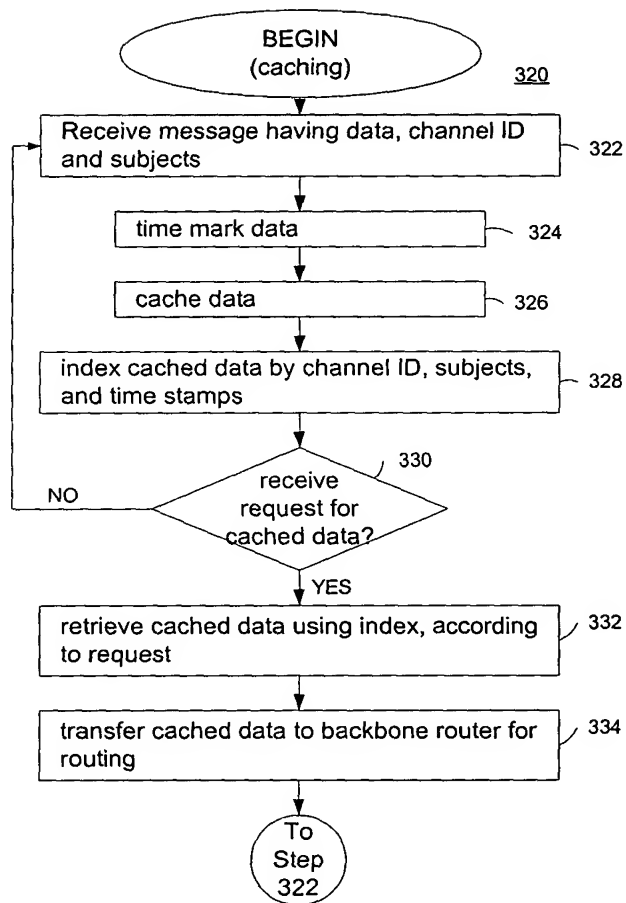 BEGIN
(caching)
320
Receive message having data, channel ID
and subjects
322
time mark data
324
cache data
326
index cached data by channel ID, subjects,
and time stamps
328
330
receive
request for
cached data?
NO
YES
retrieve cached data using index, according
to request
332
transfer cached data to backbone router for
routing
334
To
Step
322